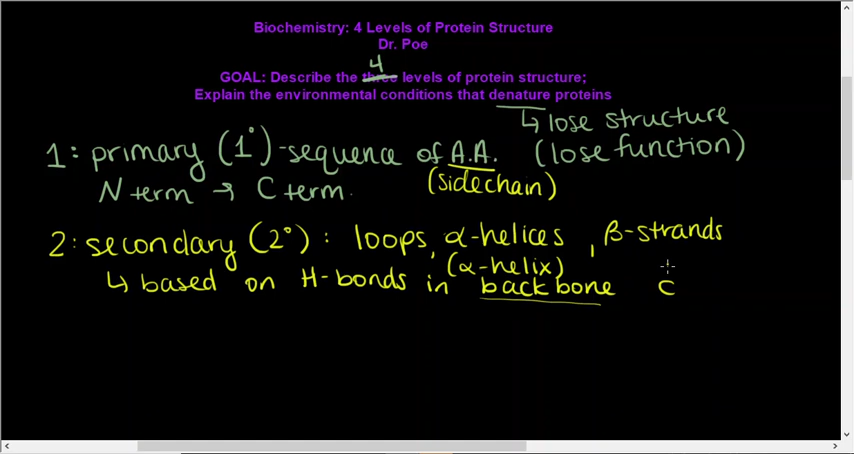 Biochemistry: 4 Levels of Protein Structure
Dr. Poe
4
GOAL: Describe the three levels of protein structure;
Explain the environmental conditions that denature proteins
↳ lose structure
1: primary (1°)-sequence of A.A. (lose function)
N term → C term. (sidechain)
2: secondary (2°): loops, α-helices, β-strands
(α-helix)
↳ based on H-bonds in backbone C